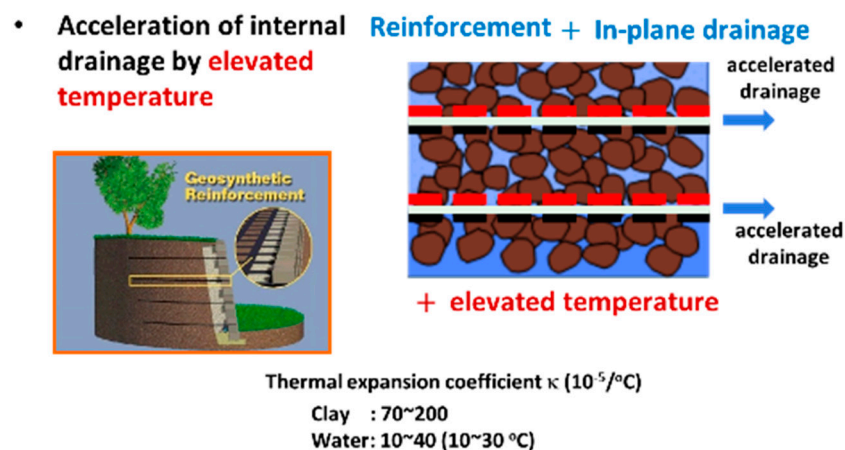 • Acceleration of internal
drainage by elevated
temperature
Reinforcement + In-plane drainage
accelerated
drainage
accelerated
drainage
+ elevated temperature
Geosynthetic
Reinforcement
Thermal expansion coefficient κ (10⁻⁵/°C)
Clay : 70~200
Water: 10~40 (10~30 °C)